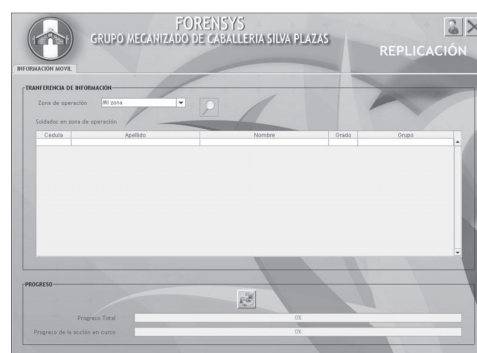 FORENSYS
GRUPO MECANIZADO DE CABALLERIA SILVA PLAZAS
REPLICACIÓN
INFORMACION MOVIL
TRANFERENCIA DE INFORMACIÓN
Zona de operación Mi zona
Soldados en zona de operación
Cedula Apellido Nombre Grado Grupo
PROGRESO
Progreso Total 0%
Progreso de la acción en curso 0%